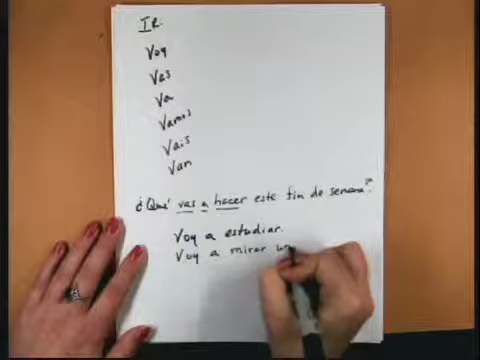 IR.
Voy
Vas
Va
Vamos
Vais
Van
¿Qué vas a hacer este fin de semana?
Voy a estudiar.
Voy a mirar